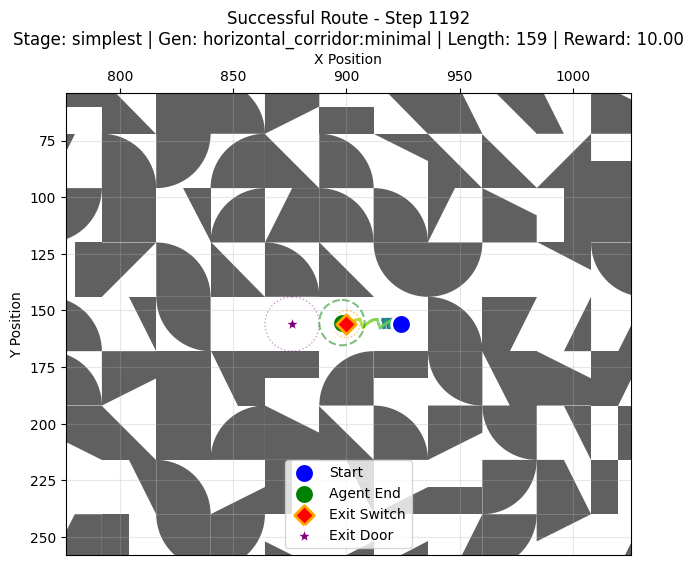 Successful Route - Step 1192
Stage: simplest | Gen: horizontal_corridor:minimal | Length: 159 | Reward: 10.00
X Position
800 850 900 950 1000
Y Position
75
100
125
150
175
200
225
250
Start
Agent End
Exit Switch
Exit Door